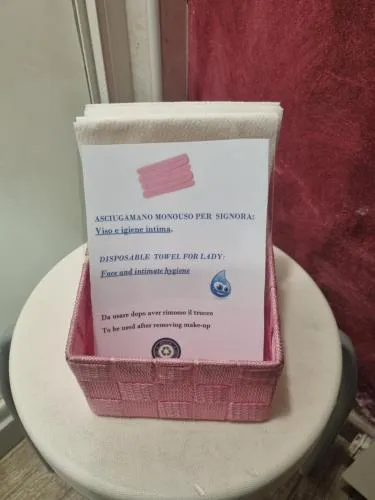 ASCIUGAMANO MONOUSO PER SIGNORA:
Viso e igiene intima.
DISPOSABLE TOWEL FOR LADY:
Face and intimate hygiene
Da usare dopo aver rimosso il trucco
To be used after removing make-up